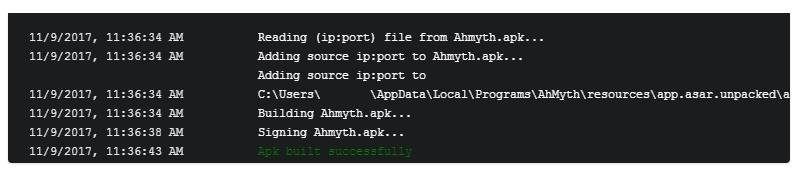 11/9/2017, 11:36:34 AM Reading (ip:port) file from Ahmyth.apk...
11/9/2017, 11:36:34 AM Adding source ip:port to Ahmyth.apk...
Adding source ip:port to
11/9/2017, 11:36:34 AM C:\Users\ \AppData\Local\Programs\AhMyth\resources\app.asar.unpacked\a
11/9/2017, 11:36:34 AM Building Ahmyth.apk...
11/9/2017, 11:36:38 AM Signing Ahmyth.apk...
11/9/2017, 11:36:43 AM Apk built successfully